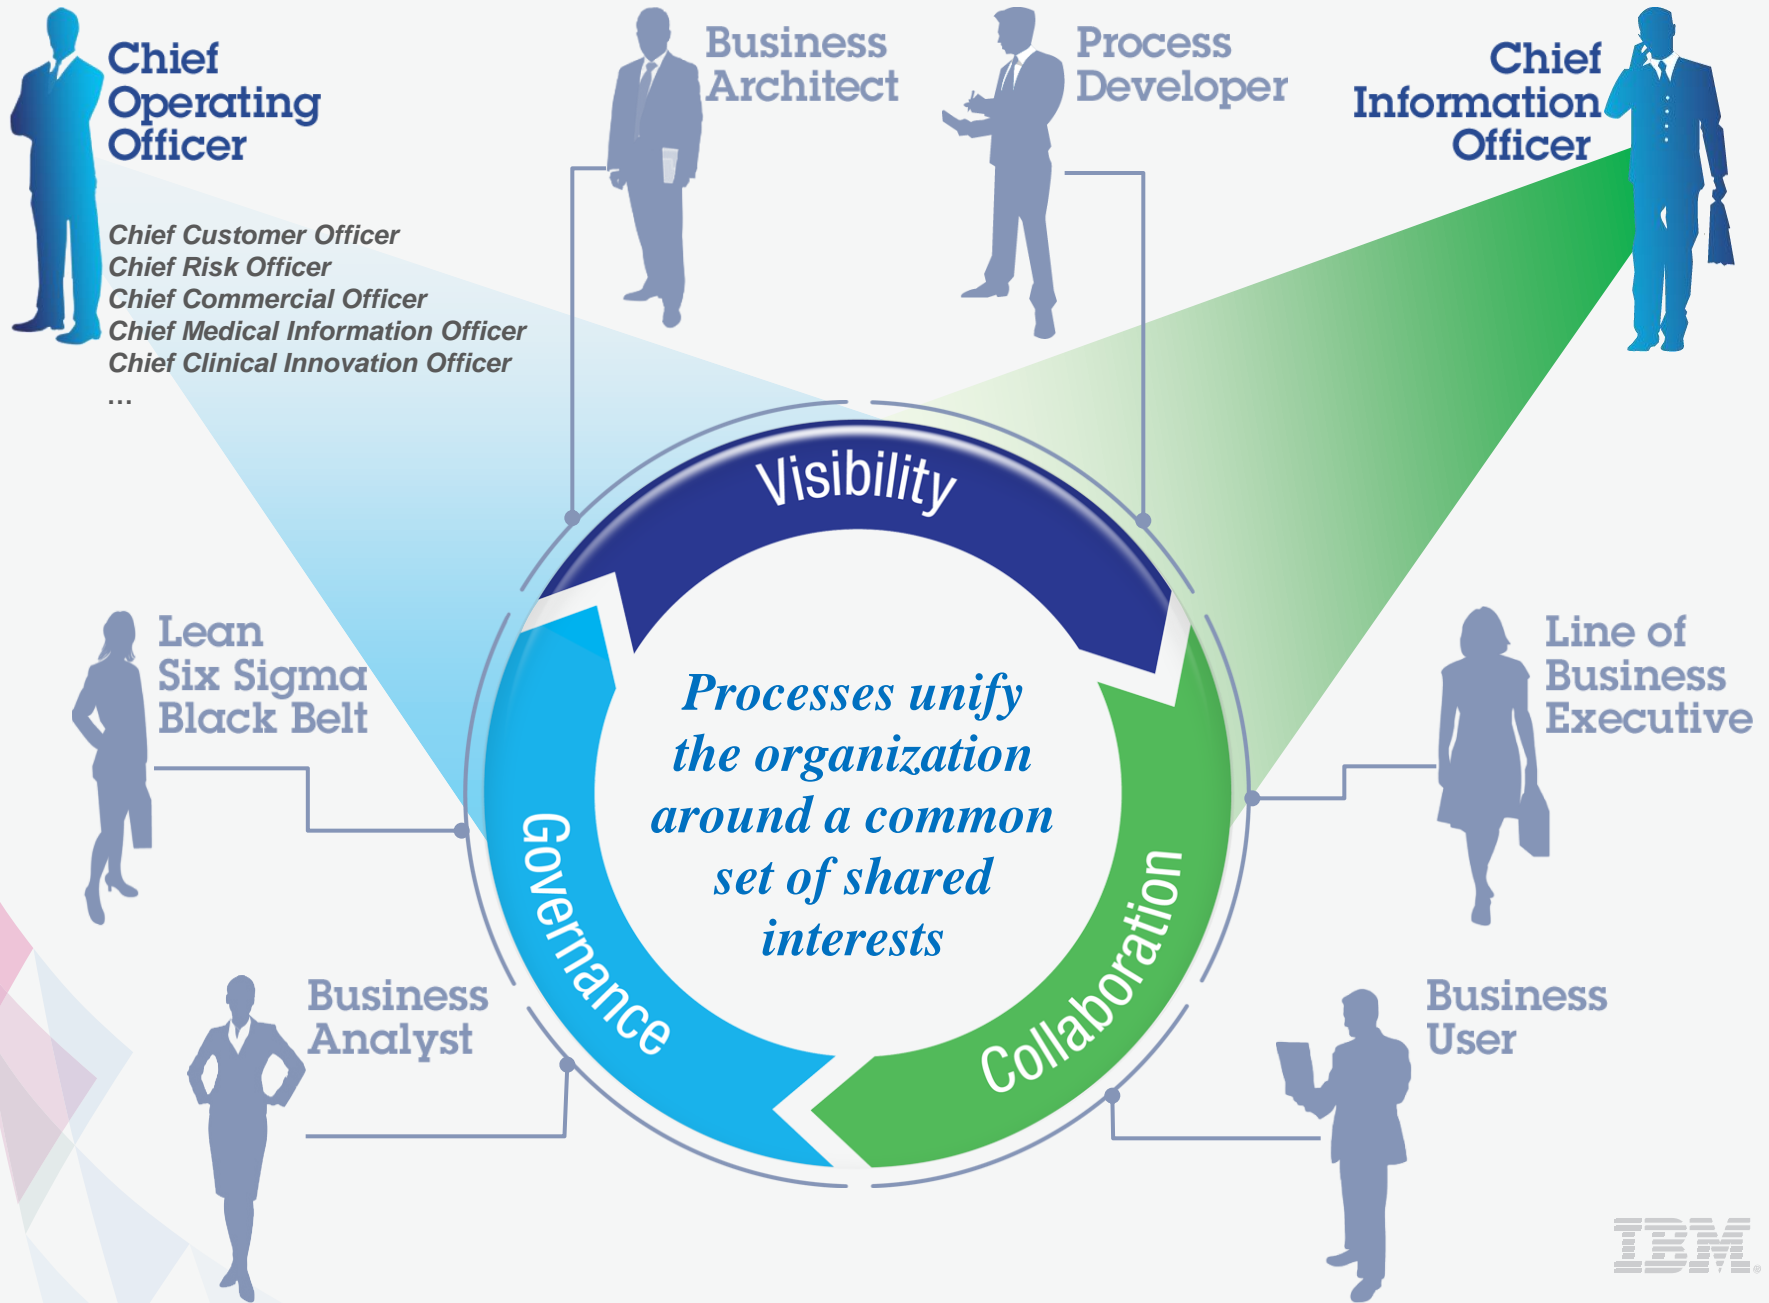 Chief
Operating
Officer
Chief Customer Officer
Chief Risk Officer
Chief Commercial Officer
Chief Medical Information Officer
Chief Clinical Innovation Officer
...
Business
Architect
Process
Developer
Chief
Information
Officer
Visibility
Lean
Six Sigma
Black Belt
Processes unify
the organization
around a common
set of shared
interests
Line of
Business
Executive
Governance
Collaboration
Business
Analyst
Business
User
IBM®